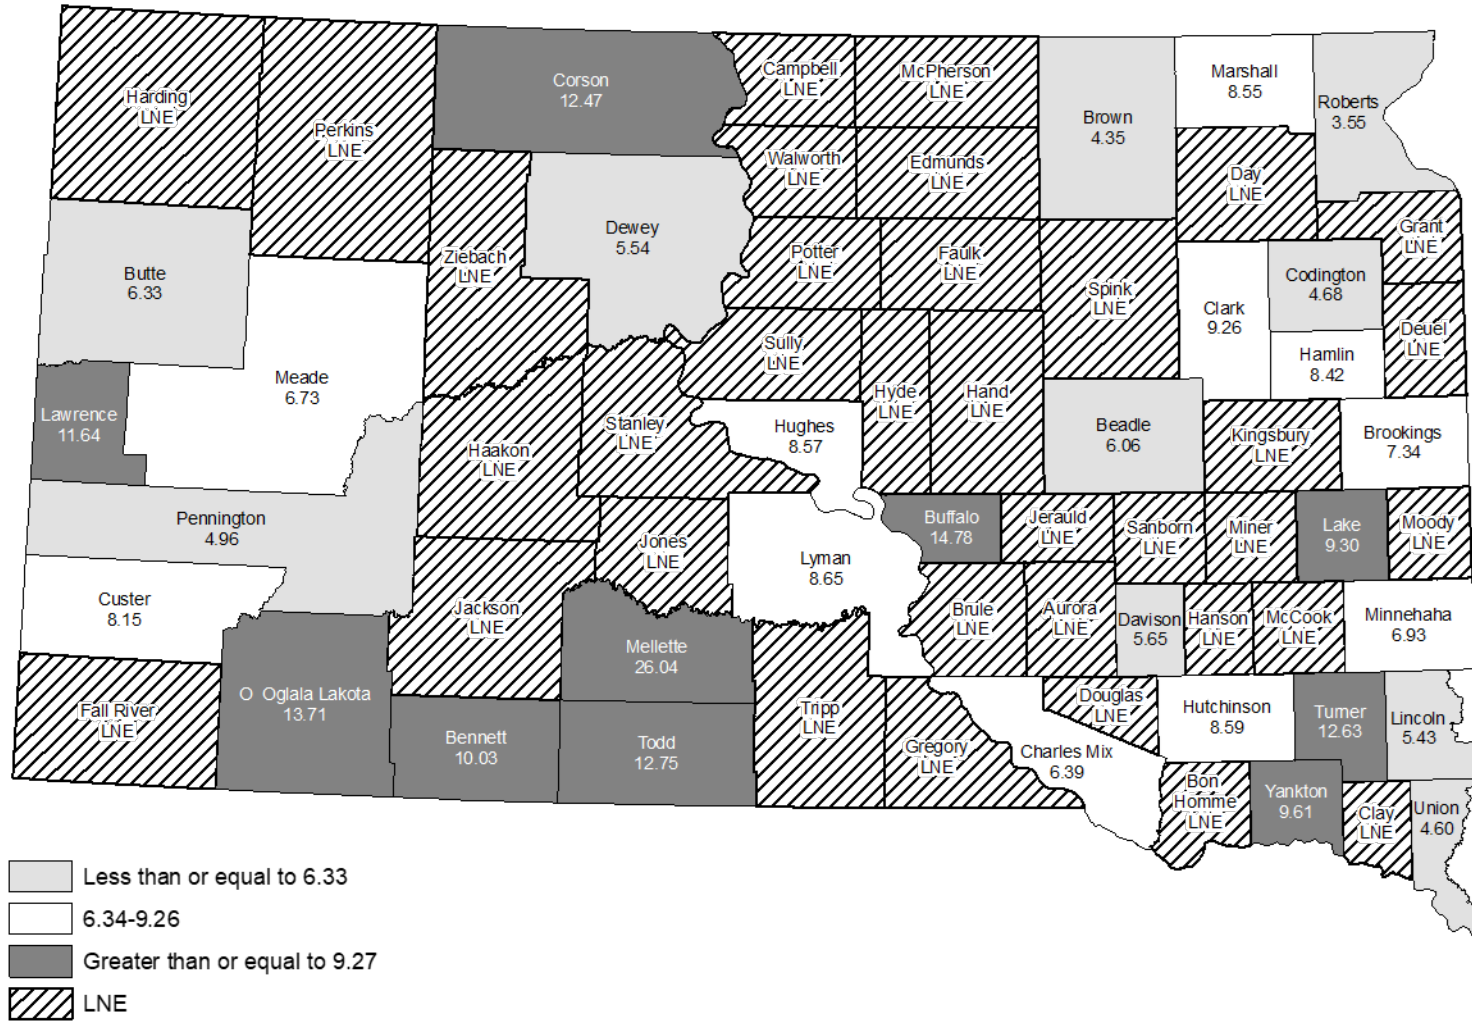 Harding
LNE
Perkins
LNE
Corson
12.47
Campbell
LNE
McPherson
LNE
Brown
4.35
Marshall
8.55
Roberts
3.55
Walworth
LNE
Edmunds
LNE
Day
LNE
Grant
LNE
Butte
6.33
Ziebach
LNE
Dewey
5.54
Potter
LNE
Faulk
LNE
Spink
LNE
Clark
9.26
Codington
4.68
Deuel
LNE
Hamlin
8.42
Meade
6.73
Sully
LNE
Hyde
LNE
Hand
LNE
Lawrence
11.64
Haakon
LNE
Stanley
LNE
Hughes
8.57
Beadle
6.06
Kingsbury
LNE
Brookings
7.34
Pennington
4.96
Jones
LNE
Lyman
8.65
Buffalo
14.78
Jerauld
LNE
Sanborn
LNE
Miner
LNE
Lake
9.30
Moody
LNE
Custer
8.15
Jackson
LNE
Mellette
26.04
Brule
LNE
Aurora
LNE
Davison
5.65
Hanson
LNE
McCook
LNE
Minnehaha
6.93
Fall River
LNE
O Oglala Lakota
13.71
Bennett
10.03
Todd
12.75
Tripp
LNE
Gregory
LNE
Charles Mix
6.39
Douglas
LNE
Hutchinson
8.59
Turner
12.63
Lincoln
5.43
Bon
Homme
LNE
Yankton
9.61
Clay
LNE
Union
4.60
Less than or equal to 6.33
6.34-9.26
Greater than or equal to 9.27
LNE